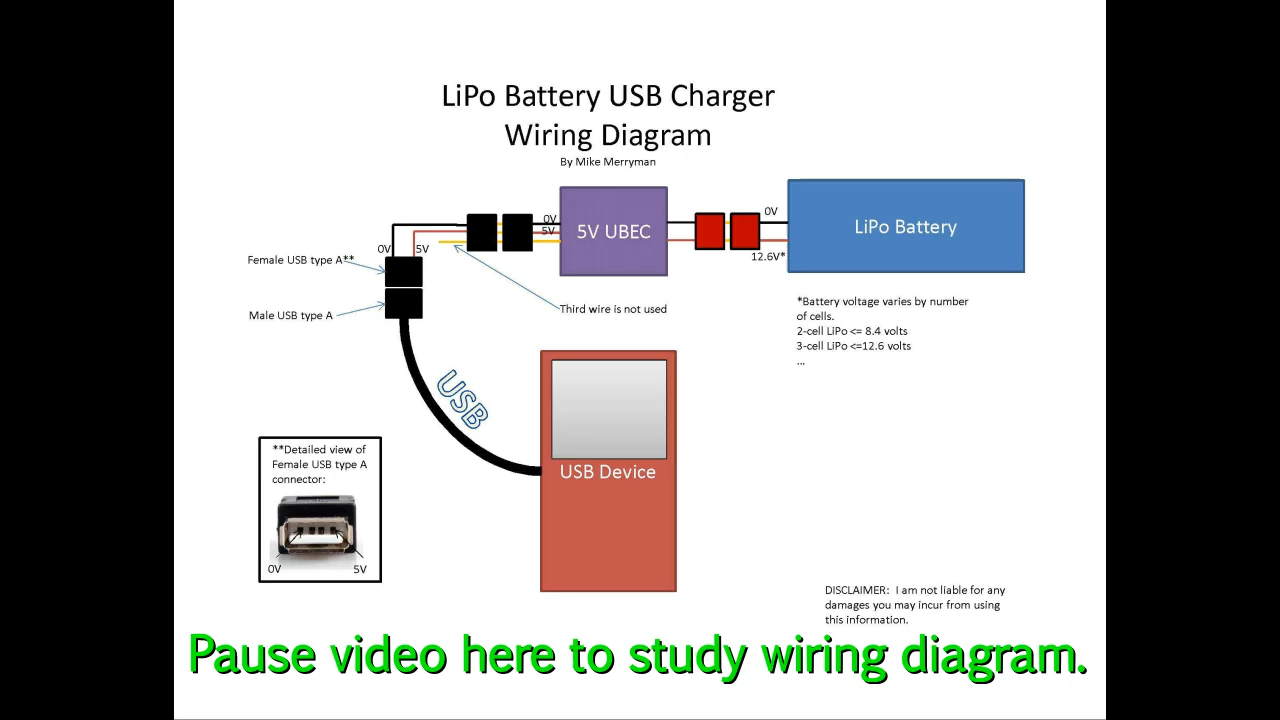 LiPo Battery USB Charger
Wiring Diagram
By Mike Merryman
0V
5V
5V UBEC
0V
12.6V*
LiPo Battery
0V
5V
Female USB type A**
Male USB type A
Third wire is not used
*Battery voltage varies by number
of cells.
2-cell LiPo <= 8.4 volts
3-cell LiPo <=12.6 volts
...
USB
USB Device
**Detailed view of
Female USB type A
connector:
0V
5V
DISCLAIMER: I am not liable for any
damages you may incur from using
this information.
Pause video here to study wiring diagram.